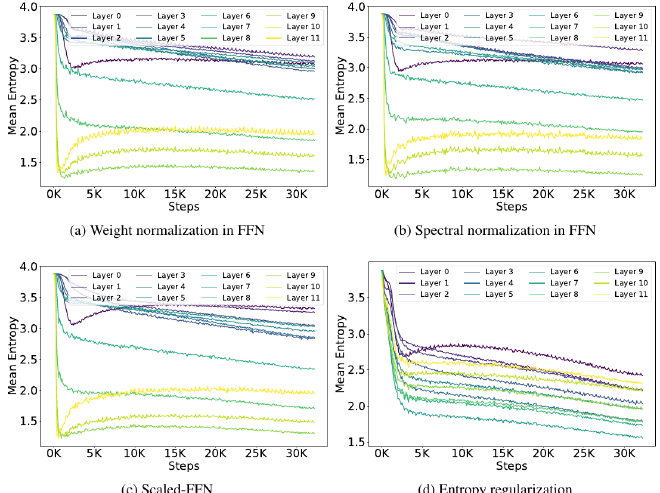 4.0
3.5
3.0
2.5
2.0
1.5
Mean Entropy
Layer 0 Layer 3 Layer 6 Layer 9
Layer 1 Layer 4 Layer 7 Layer 10
Layer 2 Layer 5 Layer 8 Layer 11
0K 5K 10K 15K 20K 25K 30K
Steps
(a) Weight normalization in FFN
4.0
3.5
3.0
2.5
2.0
1.5
Mean Entropy
Layer 0 Layer 3 Layer 6 Layer 9
Layer 1 Layer 4 Layer 7 Layer 10
Layer 2 Layer 5 Layer 8 Layer 11
0K 5K 10K 15K 20K 25K 30K
Steps
(b) Spectral normalization in FFN
4.0
3.5
3.0
2.5
2.0
1.5
Mean Entropy
Layer 0 Layer 3 Layer 6 Layer 9
Layer 1 Layer 4 Layer 7 Layer 10
Layer 2 Layer 5 Layer 8 Layer 11
0K 5K 10K 15K 20K 25K 30K
Steps
(c) Scaled-FFN
3.5
3.0
2.5
2.0
1.5
Mean Entropy
Layer 0 Layer 3 Layer 6 Layer 9
Layer 1 Layer 4 Layer 7 Layer 10
Layer 2 Layer 5 Layer 8 Layer 11
0K 5K 10K 15K 20K 25K 30K
Steps
(d) Entropy regularization